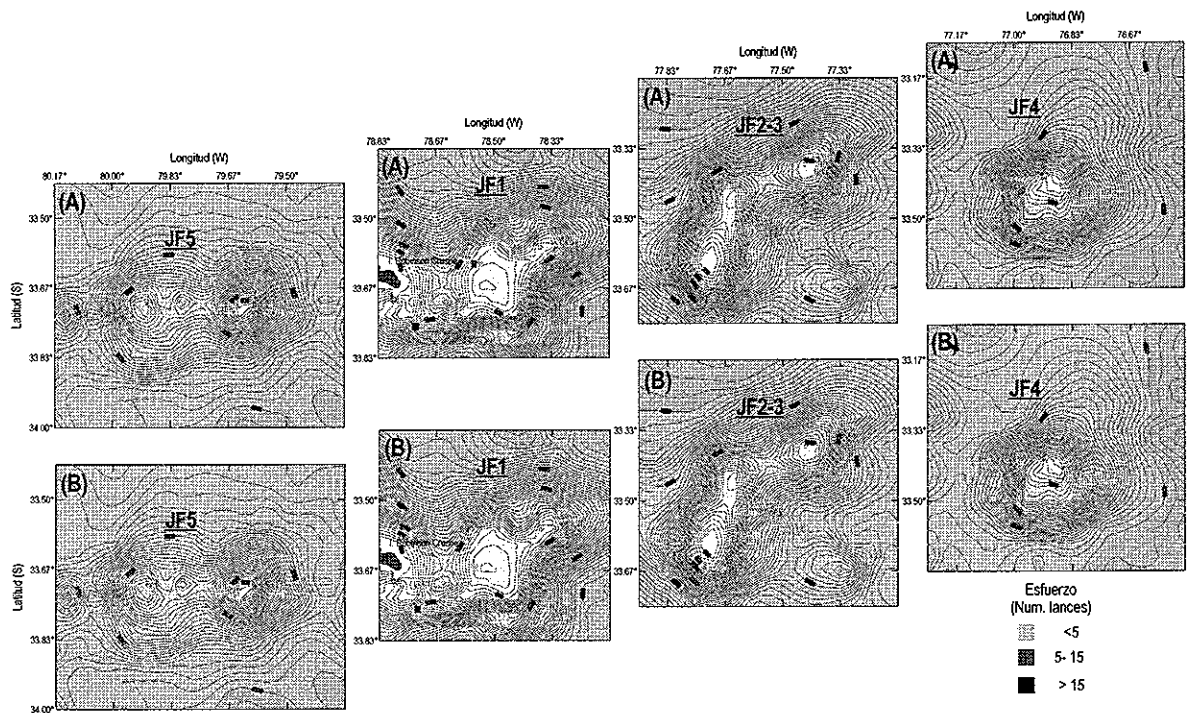 Longitud (W)
77.17° 77.00° 76.83° 76.67°
(A)
JF4
33.17°
33.33°
33.50°
Longitud (W)
77.83° 77.67° 77.50° 77.33°
(A)
JF2-3
33.33°
33.50°
33.67°
Longitud (W)
78.83° 78.67° 78.50° 78.33°
(A)
JF1
33.50°
33.67°
33.83°
Longitud (W)
80.17° 80.00° 79.83° 79.67° 79.50°
(A)
JF5
Latitud (S)
33.50°
33.67°
33.83°
34.00°
(B)
JF4
33.17°
33.33°
33.50°
(B)
JF2-3
33.33°
33.50°
33.67°
(B)
JF1
33.50°
33.67°
33.83°
(B)
JF5
Latitud (S)
33.50°
33.67°
33.83°
34.00°
Esfuerzo
(Num. lances)
<5
5- 15
> 15